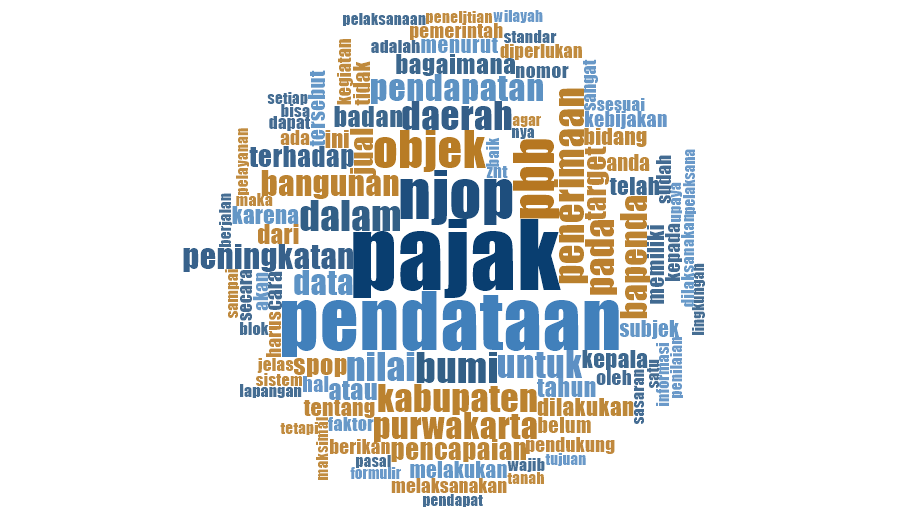 pelaksanaan peneljtian wilayah
pemerintah
adalah menurut standar
diperlukan
bagaimana nomor
kegiatan tidak pendapatan sangat
setiap tersebut
bisa badan daerah agar sesuai
dapat nya kebijakan
ada ini jual objek baik pbb penerimaan bidang
pelayanan terhadap znt target anda
bangunan njop telah sudah
maka
berjalan karena dalam pada bapenda upaya pelaksana
dari pajak memiliki kepada dilaksanakan
peningkatan
sampai secara akan cara data lingkungan
blok harus pendataan subjek
jelas spop nilai bumi untuk kepala satu informasi penilaian
sistem hal atau tahun oleh sasaran
lapangan kabupaten
tentang dilakukan
tetapi faktor purwakarta belum
maksimal berikan pencapaian pendukung
pasal melakukan wajib tujuan
formulir
melaksanakan tanah
pendapat